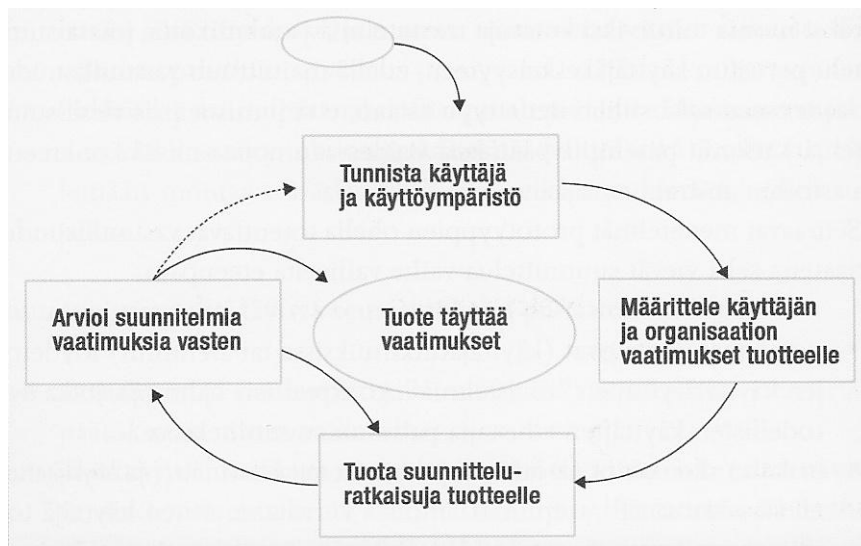 Tunnista käyttäjä
ja käyttöympäristö
Määrittele käyttäjän
ja organisaation
vaatimukset tuotteelle
Tuote täyttää
vaatimukset
Arvioi suunnitelmia
vaatimuksia vasten
Tuota suunnittelu-
ratkaisuja tuotteelle